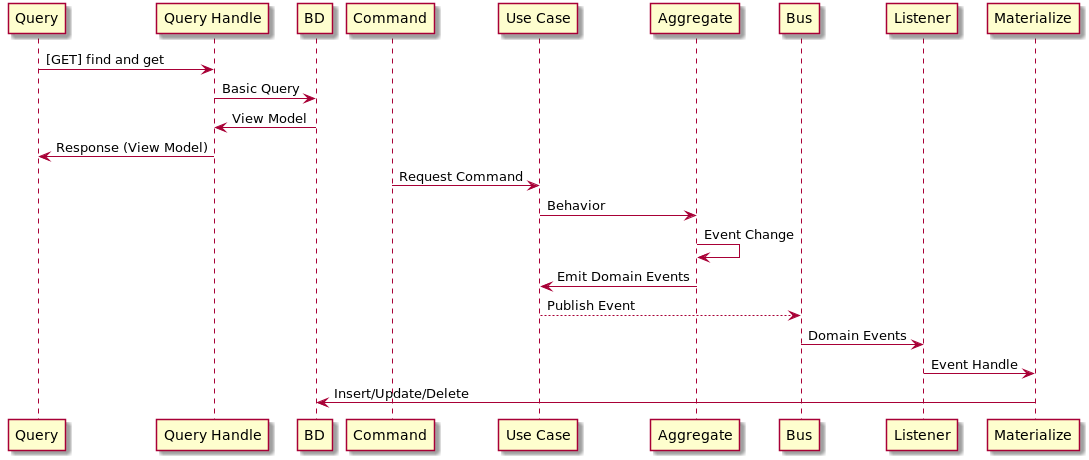 Query
Query Handle
BD
Command
Use Case
Aggregate
Bus
Listener
Materialize
[GET] find and get
Basic Query
View Model
Response (View Model)
Request Command
Behavior
Event Change
Emit Domain Events
Publish Event
Domain Events
Event Handle
Insert/Update/Delete
Query
Query Handle
BD
Command
Use Case
Aggregate
Bus
Listener
Materialize